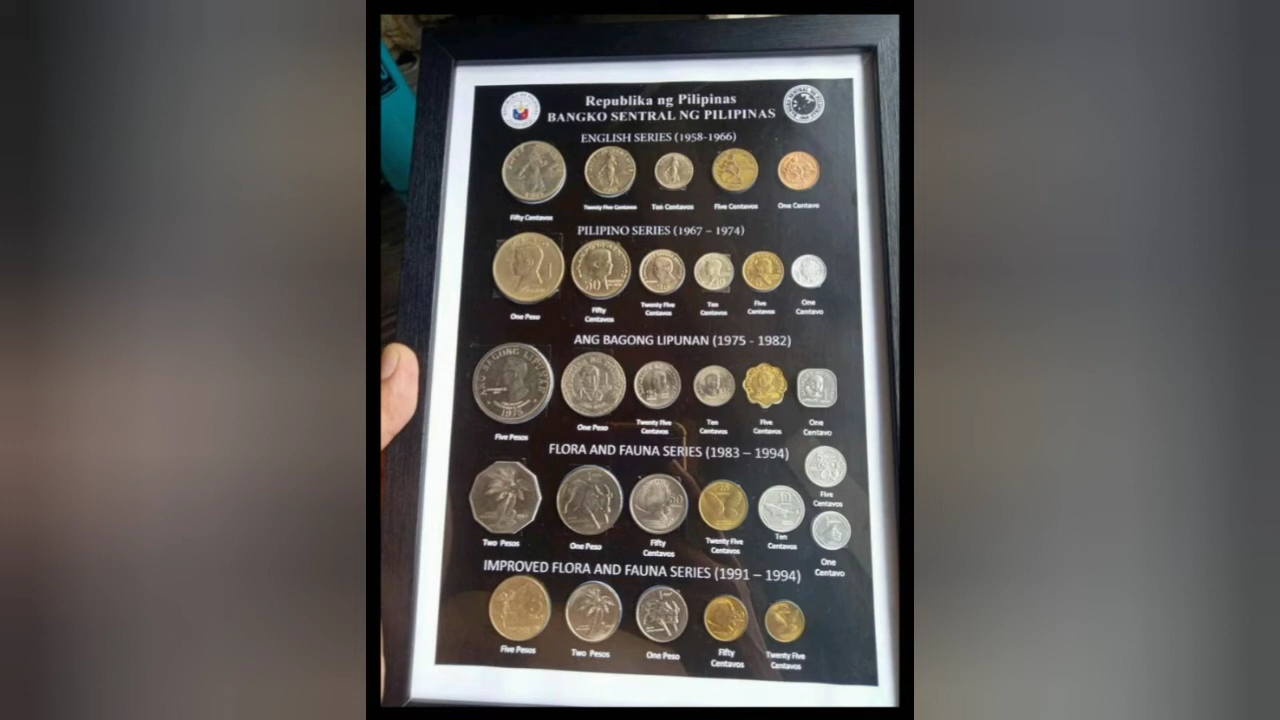 Republika ng Pilipinas
BANGKO SENTRAL NG PILIPINAS
ENGLISH SERIES (1958-1966)
Fifty Centavos
Twenty Five Centavos
Ten Centavos
Five Centavos
One Centavo
PILIPINO SERIES (1967 – 1974)
One Peso
Fifty
Centavos
Twenty Five
Centavos
Ten
Centavos
Five
Centavos
One
Centavo
ANG BAGONG LIPUNAN (1975 - 1982)
ANG BAGONG LIPUNAN
1975
Five Pesos
One Peso
Twenty Five
Centavos
Ten
Centavos
Five
Centavos
One
Centavo
FLORA AND FAUNA SERIES (1983 – 1994)
Two Pesos
One Peso
Fifty
Centavos
Twenty Five
Centavos
Ten
Centavos
Five
Centavos
One
Centavo
IMPROVED FLORA AND FAUNA SERIES (1991 – 1994)
Five Pesos
Two Pesos
One Peso
Fifty
Centavos
Twenty Five
Centavos